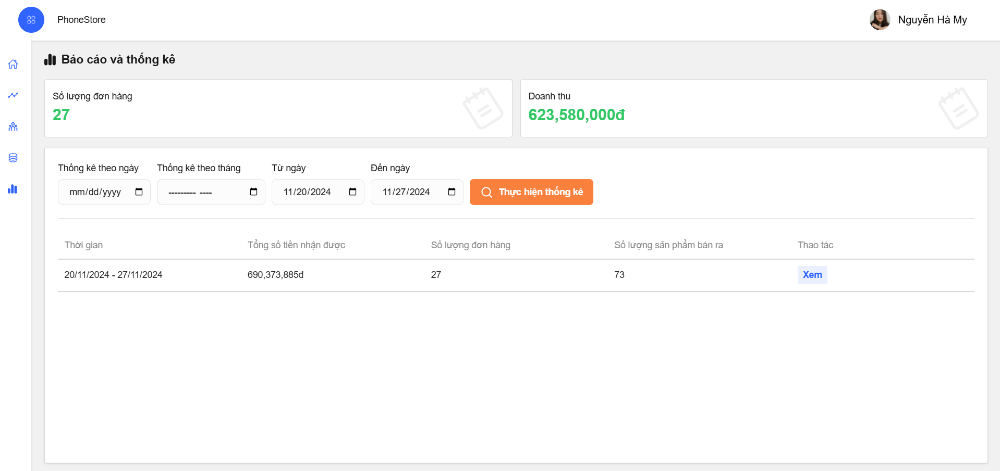 PhoneStore
Nguyễn Hà My
Báo cáo và thống kê
Số lượng đơn hàng
27
Doanh thu
623,580,000đ
Thống kê theo ngày
Thống kê theo tháng
Từ ngày
Đến ngày
mm/dd/yyyy
--------- ----
11/20/2024
11/27/2024
Thực hiện thống kê
Thời gian
Tổng số tiền nhận được
Số lượng đơn hàng
Số lượng sản phẩm bán ra
Thao tác
20/11/2024 - 27/11/2024
690,373,885đ
27
73
Xem